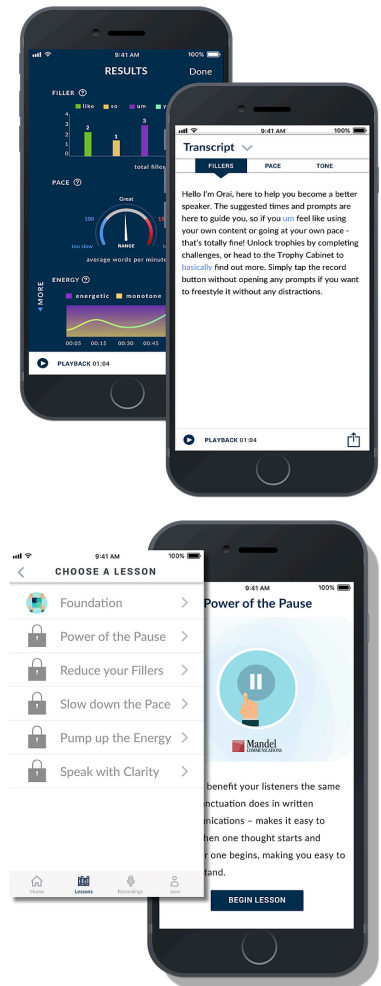 9:41 AM
100%
RESULTS
Done
FILLER ?
like
so
um
4
3
2
1
0
2
1
3
PACE ?
Great
100
too slow
RANGE
average words per minute
ENERGY ?
energetic
monotone
MORE
00:05 00:15 00:30 00:45
PLAYBACK 01:04
9:41 AM
100%
Transcript
FILLERS
PACE
TONE
Hello I'm Orai, here to help you become a better
speaker. The suggested times and prompts are
here to guide you, so if you um feel like using
your own content or going at your own pace -
that's totally fine! Unlock trophies by completing
challenges, or head to the Trophy Cabinet to
basically find out more. Simply tap the record
button without opening any prompts if you want
to freestyle it without any distractions.
PLAYBACK 01:04
9:41 AM
100%
CHOOSE A LESSON
Foundation
Power of the Pause
Reduce your Fillers
Slow down the Pace
Pump up the Energy
Speak with Clarity
Home
Lessons
Recordings
Jane
9:41 AM
100%
Power of the Pause
Mandel
COMMUNICATIONS
benefit your listeners the same
nctuation does in written
nications – makes it easy to
hen one thought starts and
r one begins, making you easy to
tand.
BEGIN LESSON